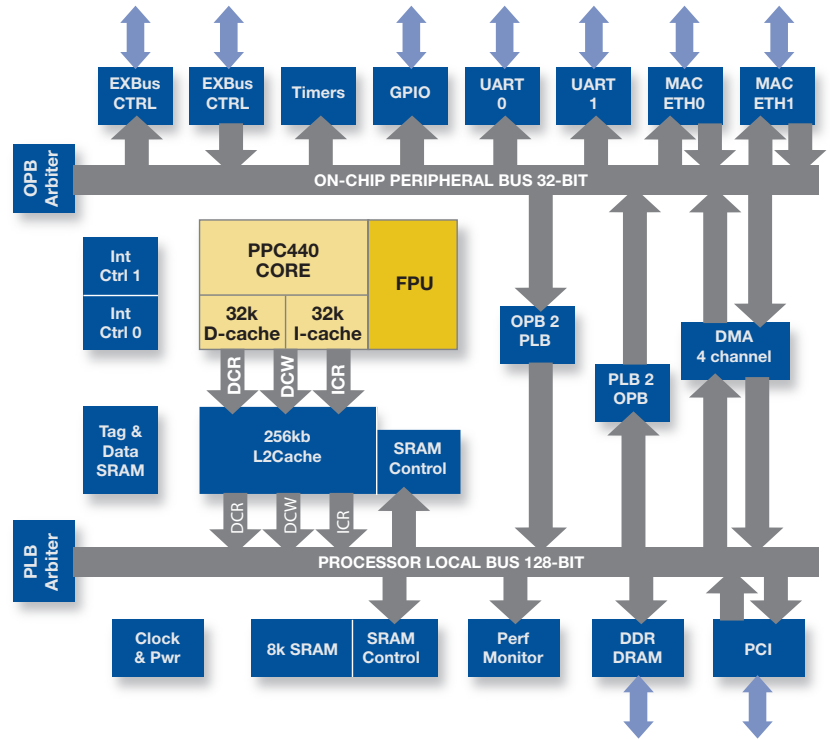 EXBus
CTRL
EXBus
CTRL
Timers
GPIO
UART
0
UART
1
MAC
ETH0
MAC
ETH1
OPB
Arbiter
ON-CHIP PERIPHERAL BUS 32-BIT
Int
Ctrl 1
Int
Ctrl 0
PPC440
CORE
FPU
32k
D-cache
32k
I-cache
OPB 2
PLB
DMA
4 channel
PLB 2
OPB
DCR
DCW
ICR
Tag &
Data
SRAM
256kb
L2Cache
SRAM
Control
DCR
DCW
ICR
PLB
Arbiter
PROCESSOR LOCAL BUS 128-BIT
Clock
& Pwr
8k SRAM
SRAM
Control
Perf
Monitor
DDR
DRAM
PCI